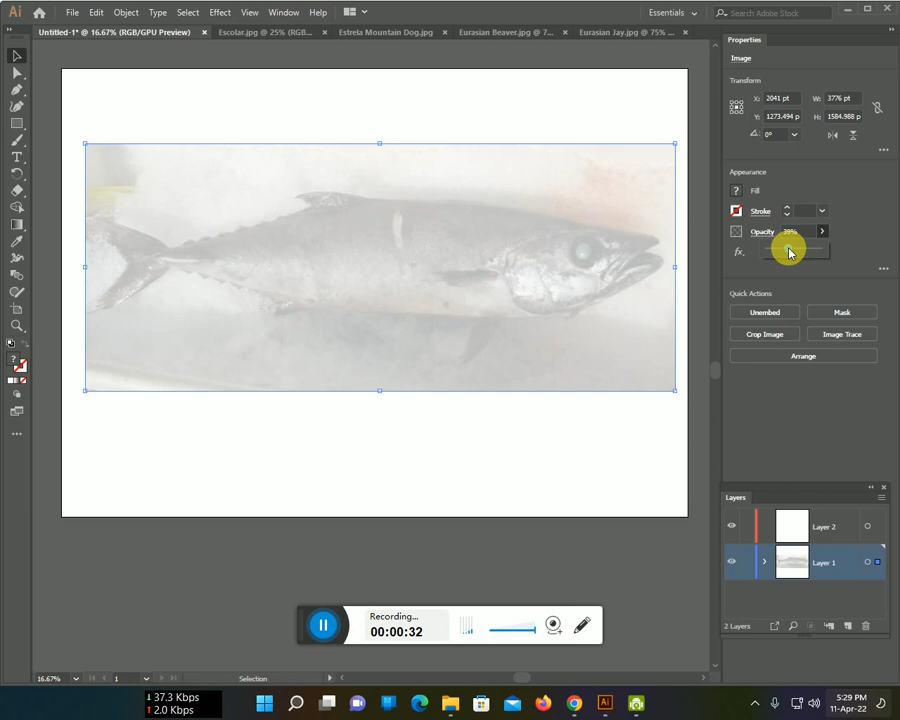 Ai File Edit Object Type Select Effect View Window Help Essentials Search Adobe Stock
Untitled-1* @ 16.67% (RGB/GPU Preview) × Escolar.jpg @ 25% (RGB... × Estrela Mountain Dog.jpg... × Eurasian Beaver.jpg @ 7... × Eurasian Jay.jpg @ 75% ... ×
Properties
Image
Transform
X: 2041 pt W: 3776 pt
Y: 1273.494 p H: 1584.988 p
0°
Appearance
? Fill
Stroke
Opacity 39%
fx.
Quick Actions
Unembed Mask
Crop Image Image Trace
Arrange
Layers
Layer 2
Layer 1
2 Layers
Recording...
00:00:32
16.67% 1 Selection
37.3 Kbps
2.0 Kbps
5:29 PM
11-Apr-22